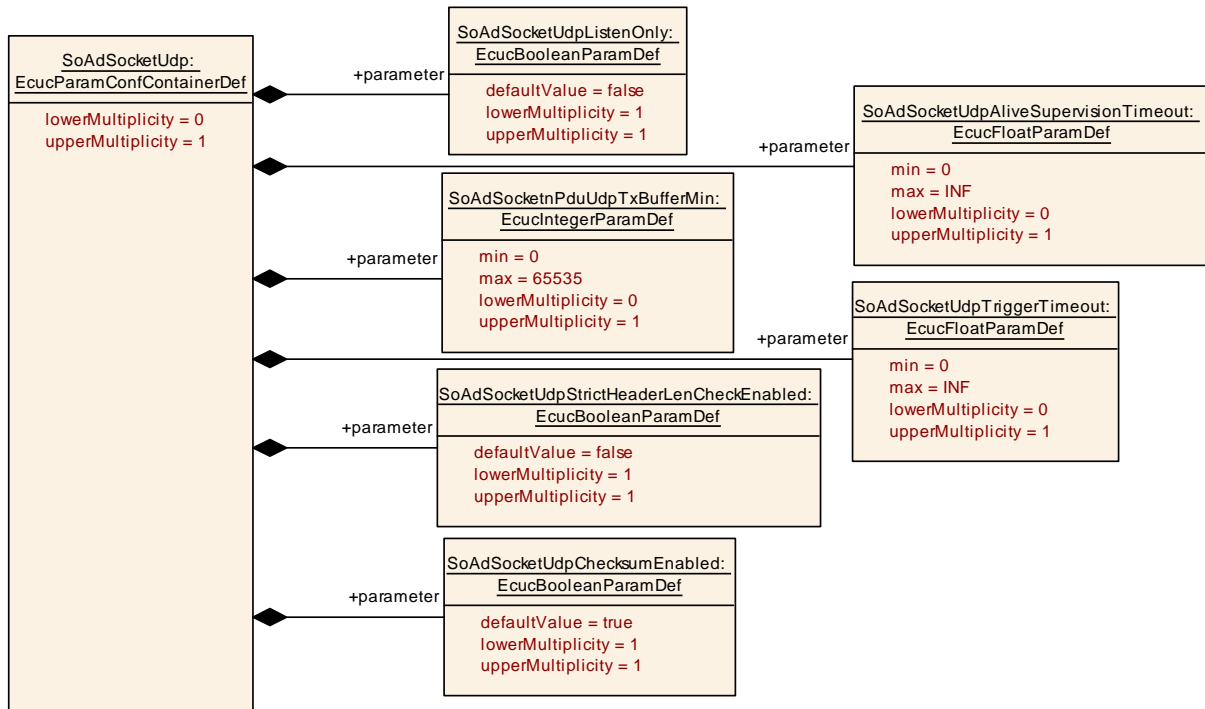 SoAdSocketUdp:
EcucParamConfContainerDef
lowerMultiplicity = 0
upperMultiplicity = 1
+parameter
SoAdSocketUdpListenOnly:
EcucBooleanParamDef
defaultValue = false
lowerMultiplicity = 1
upperMultiplicity = 1
+parameter
SoAdSocketUdpAliveSupervisionTimeout:
EcucFloatParamDef
min = 0
max = INF
lowerMultiplicity = 0
upperMultiplicity = 1
+parameter
SoAdSocketnPduUdpTxBufferMin:
EcucIntegerParamDef
min = 0
max = 65535
lowerMultiplicity = 0
upperMultiplicity = 1
+parameter
SoAdSocketUdpTriggerTimeout:
EcucFloatParamDef
min = 0
max = INF
lowerMultiplicity = 0
upperMultiplicity = 1
+parameter
SoAdSocketUdpStrictHeaderLenCheckEnabled:
EcucBooleanParamDef
defaultValue = false
lowerMultiplicity = 1
upperMultiplicity = 1
+parameter
SoAdSocketUdpChecksumEnabled:
EcucBooleanParamDef
defaultValue = true
lowerMultiplicity = 1
upperMultiplicity = 1